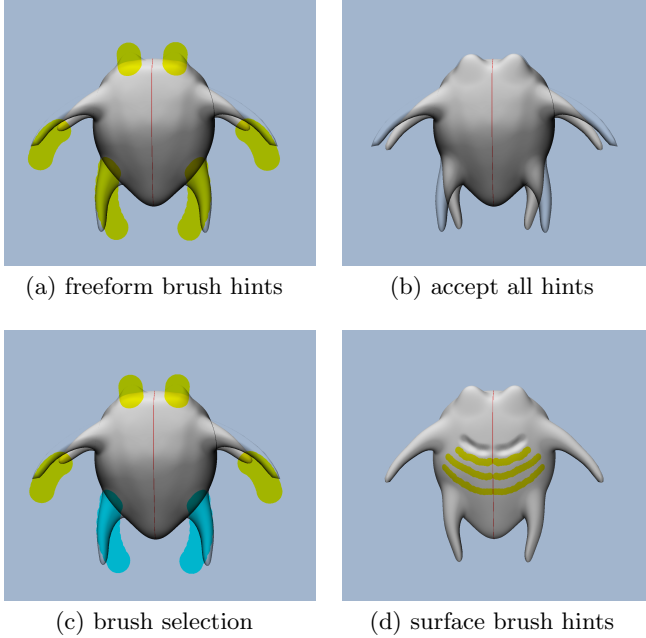 (a) freeform brush hints
(b) accept all hints
(c) brush selection
(d) surface brush hints